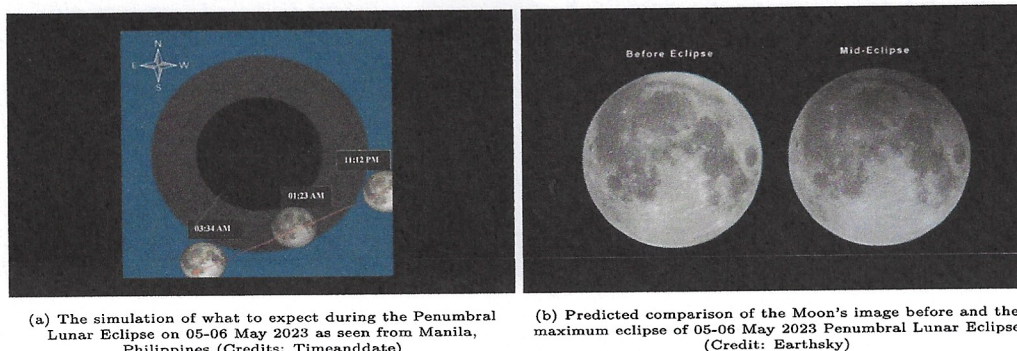 N
E W
S
11:12 PM
01:23 AM
03:34 AM
Before Eclipse
Mid-Eclipse
(a) The simulation of what to expect during the Penumbral
Lunar Eclipse on 05-06 May 2023 as seen from Manila,
Philippines (Credits: Timeanddate)
(b) Predicted comparison of the Moon's image before and the
maximum eclipse of 05-06 May 2023 Penumbral Lunar Eclipse
(Credit: Earthsky)